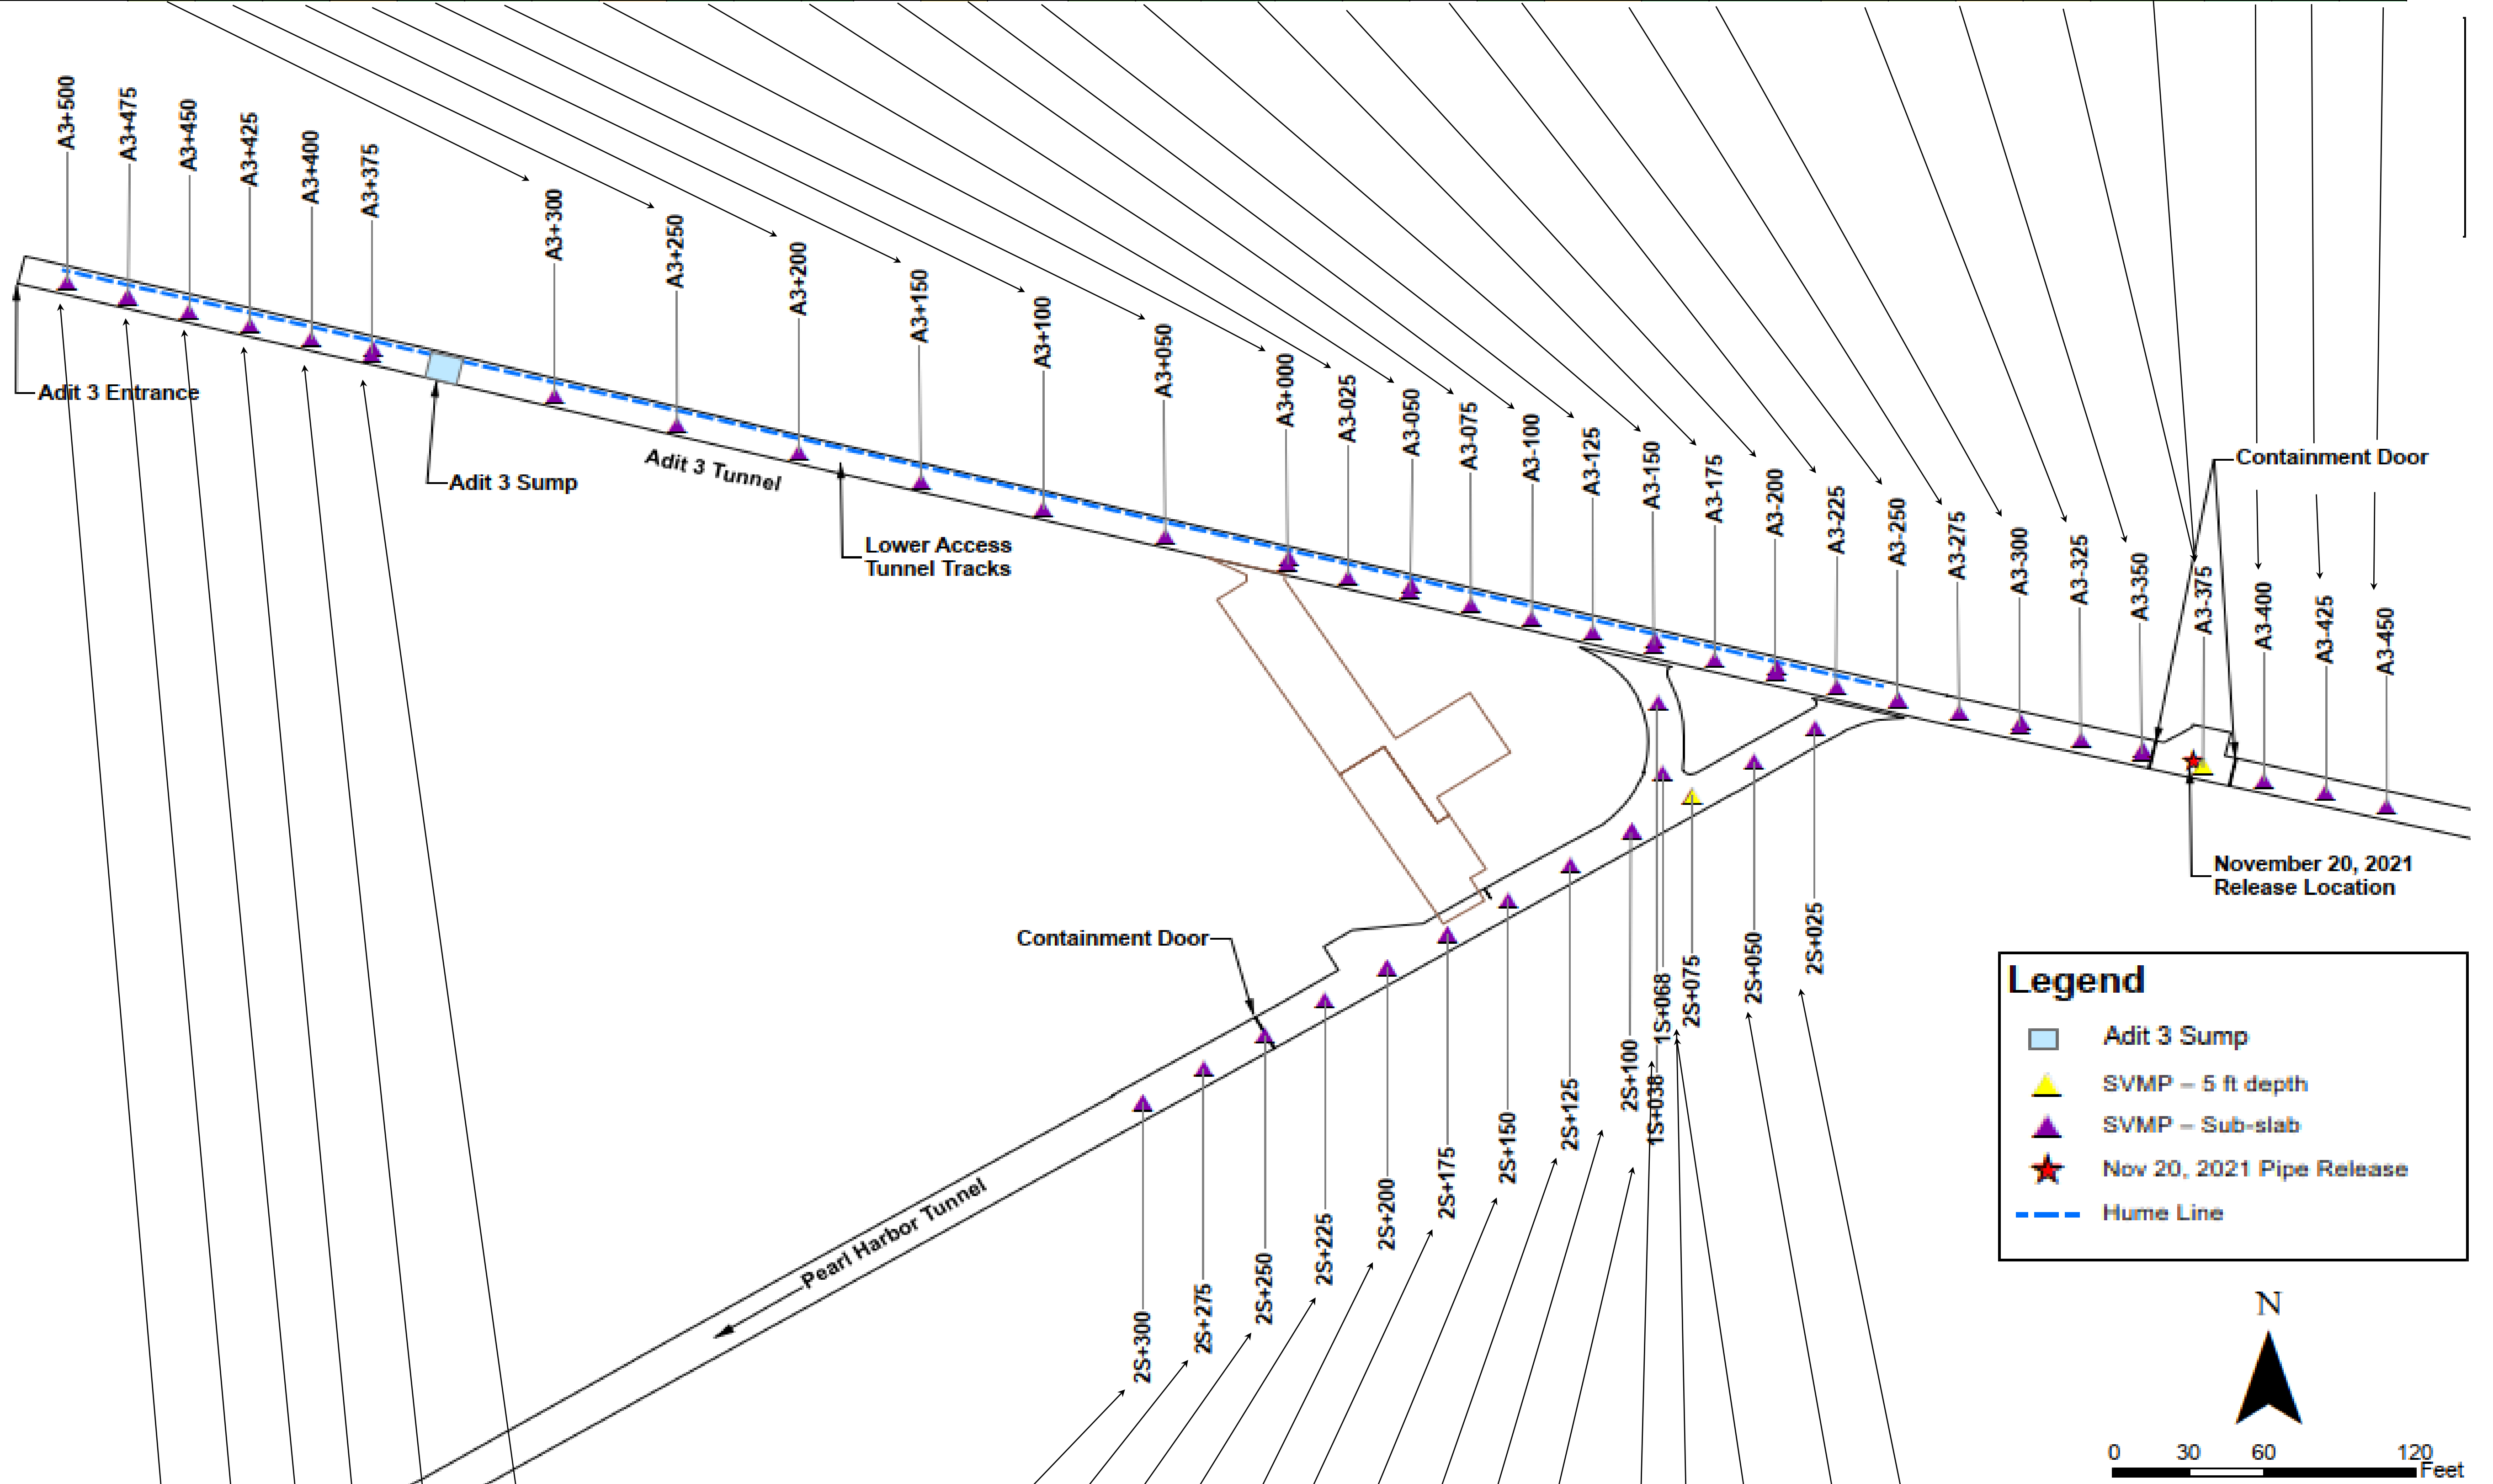 A3+500
A3+475
A3+450
A3+425
A3+400
A3+375
A3+300
A3+250
A3+200
A3+150
A3+100
A3+050
A3+000
A3-025
A3-050
A3-075
A3-100
A3-125
A3-150
A3-175
A3-200
A3-225
A3-250
A3-275
A3-300
A3-325
A3-350
A3-375
A3-400
A3-425
A3-450
Containment Door
Adit 3 Entrance
Adit 3 Sump
Adit 3 Tunnel
Lower Access
Tunnel Tracks
November 20, 2021
Release Location
Containment Door
Pearl Harbor Tunnel
2S+300
2S+275
2S+250
2S+225
2S+200
2S+175
2S+150
2S+125
2S+100
1S+038
1S+068
2S+075
2S+050
2S+025
Legend
Adit 3 Sump
SVMP – 5 ft depth
SVMP – Sub-slab
Nov 20, 2021 Pipe Release
Hume Line
N
0 30 60 120
Feet